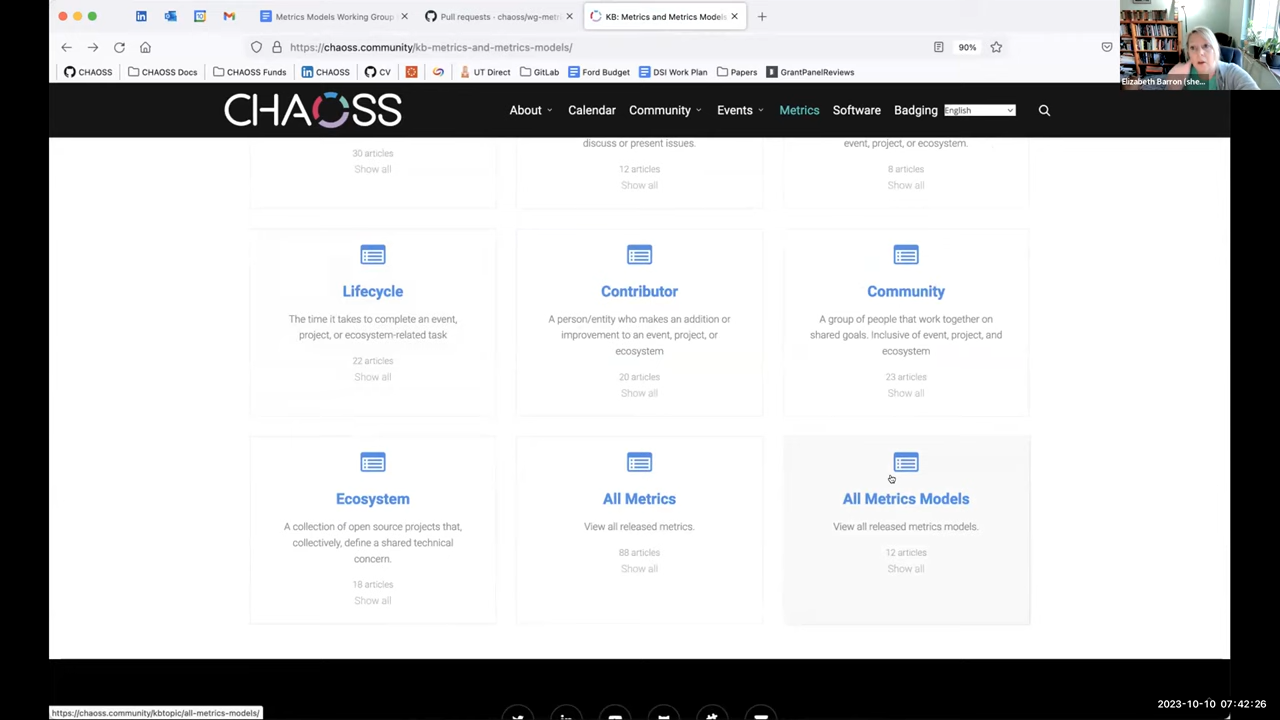 Metrics Models Working Group
Pull requests · chaoss/wg-metri
KB: Metrics and Metrics Models
https://chaoss.community/kb-metrics-and-metrics-models/
90%
CHAOSS
CHAOSS Docs
CHAOSS Funds
CHAOSS
CV
UT Direct
GitLab
Ford Budget
DSI Work Plan
Papers
GrantPanelReviews
Elizabeth Barron (she...
CHAOSS
About
Calendar
Community
Events
Metrics
Software
Badging
English
discuss or present issues.
event, project, or ecosystem.
30 articles
Show all
12 articles
Show all
8 articles
Show all
Lifecycle
The time it takes to complete an event,
project, or ecosystem-related task
22 articles
Show all
Contributor
A person/entity who makes an addition or
improvement to an event, project, or
ecosystem
20 articles
Show all
Community
A group of people that work together on
shared goals. Inclusive of event, project, and
ecosystem
23 articles
Show all
Ecosystem
A collection of open source projects that,
collectively, define a shared technical
concern.
18 articles
Show all
All Metrics
View all released metrics.
88 articles
Show all
All Metrics Models
View all released metrics models.
12 articles
Show all
https://chaoss.community/kbtopic/all-metrics-models/
2023-10-10 07:42:26